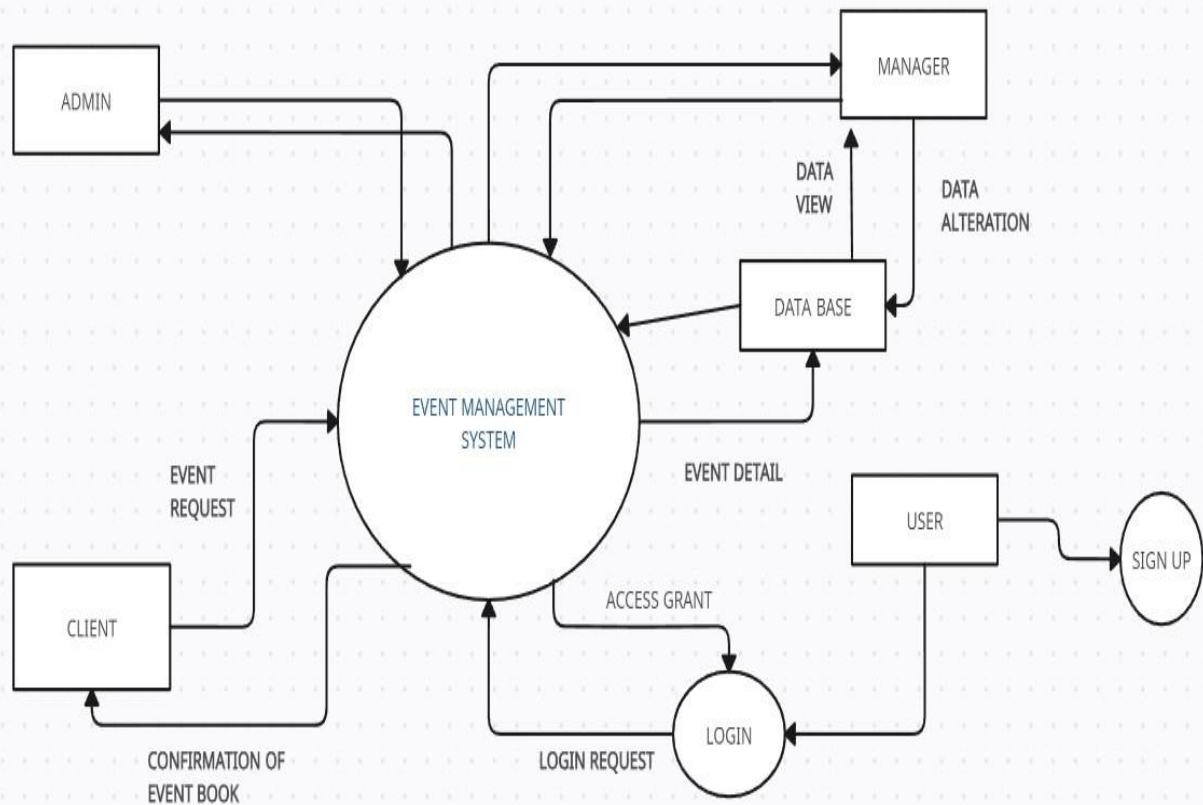 MANAGER
ADMIN
DATA
VIEW
DATA
ALTERATION
DATA BASE
EVENT MANAGEMENT
SYSTEM
EVENT
REQUEST
EVENT DETAIL
USER
SIGN UP
CLIENT
ACCESS GRANT
LOGIN
LOGIN REQUEST
CONFIRMATION OF
EVENT BOOK